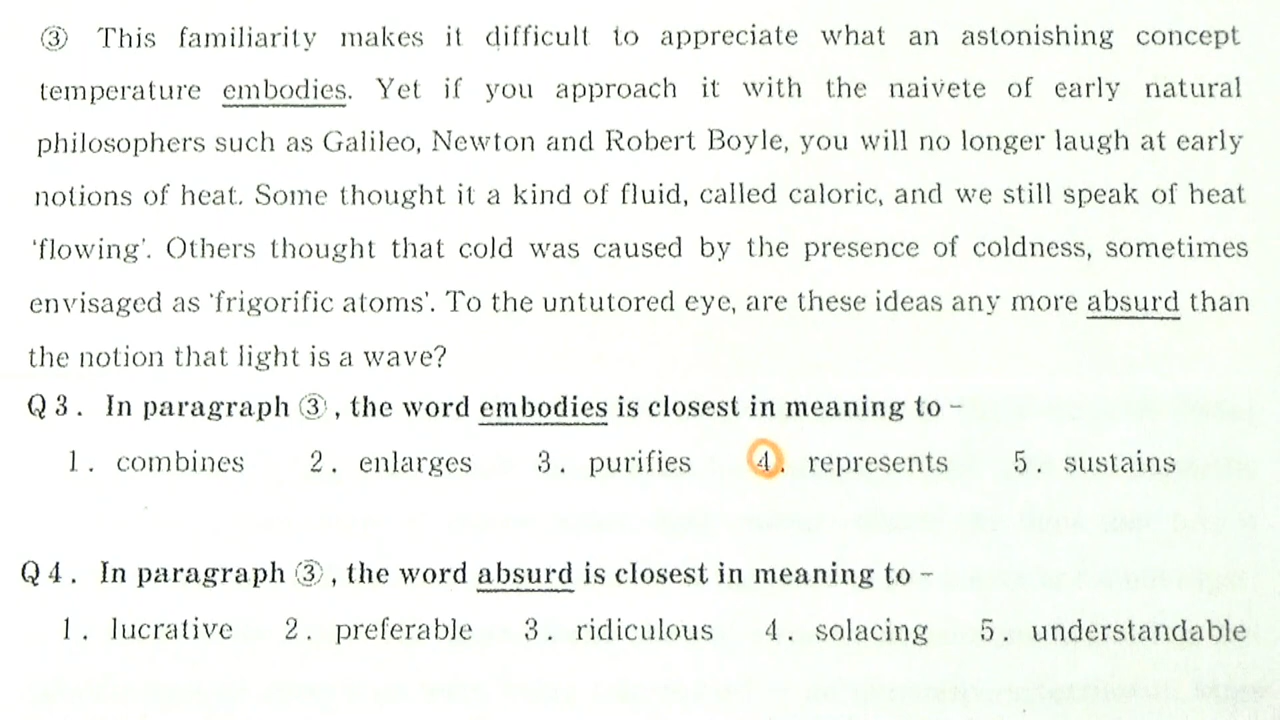 ③ This familiarity makes it difficult to appreciate what an astonishing concept
temperature embodies. Yet if you approach it with the naivete of early natural
philosophers such as Galileo, Newton and Robert Boyle, you will no longer laugh at early
notions of heat. Some thought it a kind of fluid, called caloric, and we still speak of heat
‘flowing’. Others thought that cold was caused by the presence of coldness, sometimes
envisaged as ‘frigorific atoms’. To the untutored eye, are these ideas any more absurd than
the notion that light is a wave?
Q3. In paragraph ③, the word embodies is closest in meaning to -
1. combines 2. enlarges 3. purifies 4. represents 5. sustains
Q4. In paragraph ③, the word absurd is closest in meaning to -
1. lucrative 2. preferable 3. ridiculous 4. solacing 5. understandable